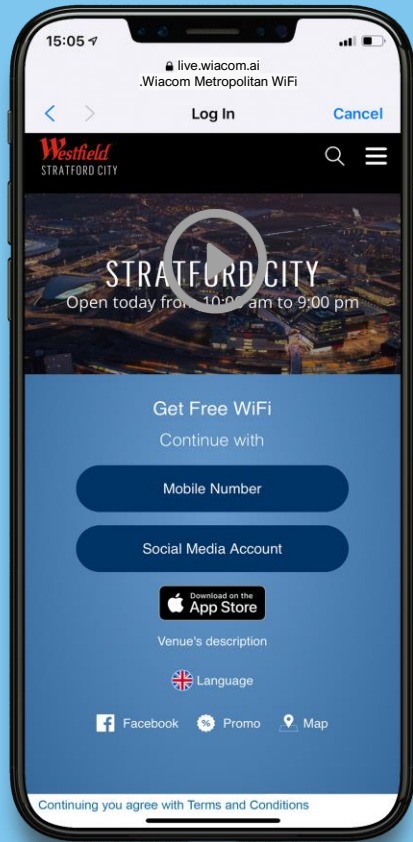 15:05
live.wiacom.ai
.Wiacom Metropolitan WiFi
Log In
Cancel
Westfield
STRATFORD CITY
STRATFORD CITY
Open today from 10:00 am to 9:00 pm
Get Free WiFi
Continue with
Mobile Number
Social Media Account
Download on the
App Store
Venue's description
Language
Facebook % Promo Map
Continuing you agree with Terms and Conditions